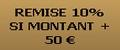 REMISE 10%
SI MONTANT +
50 €